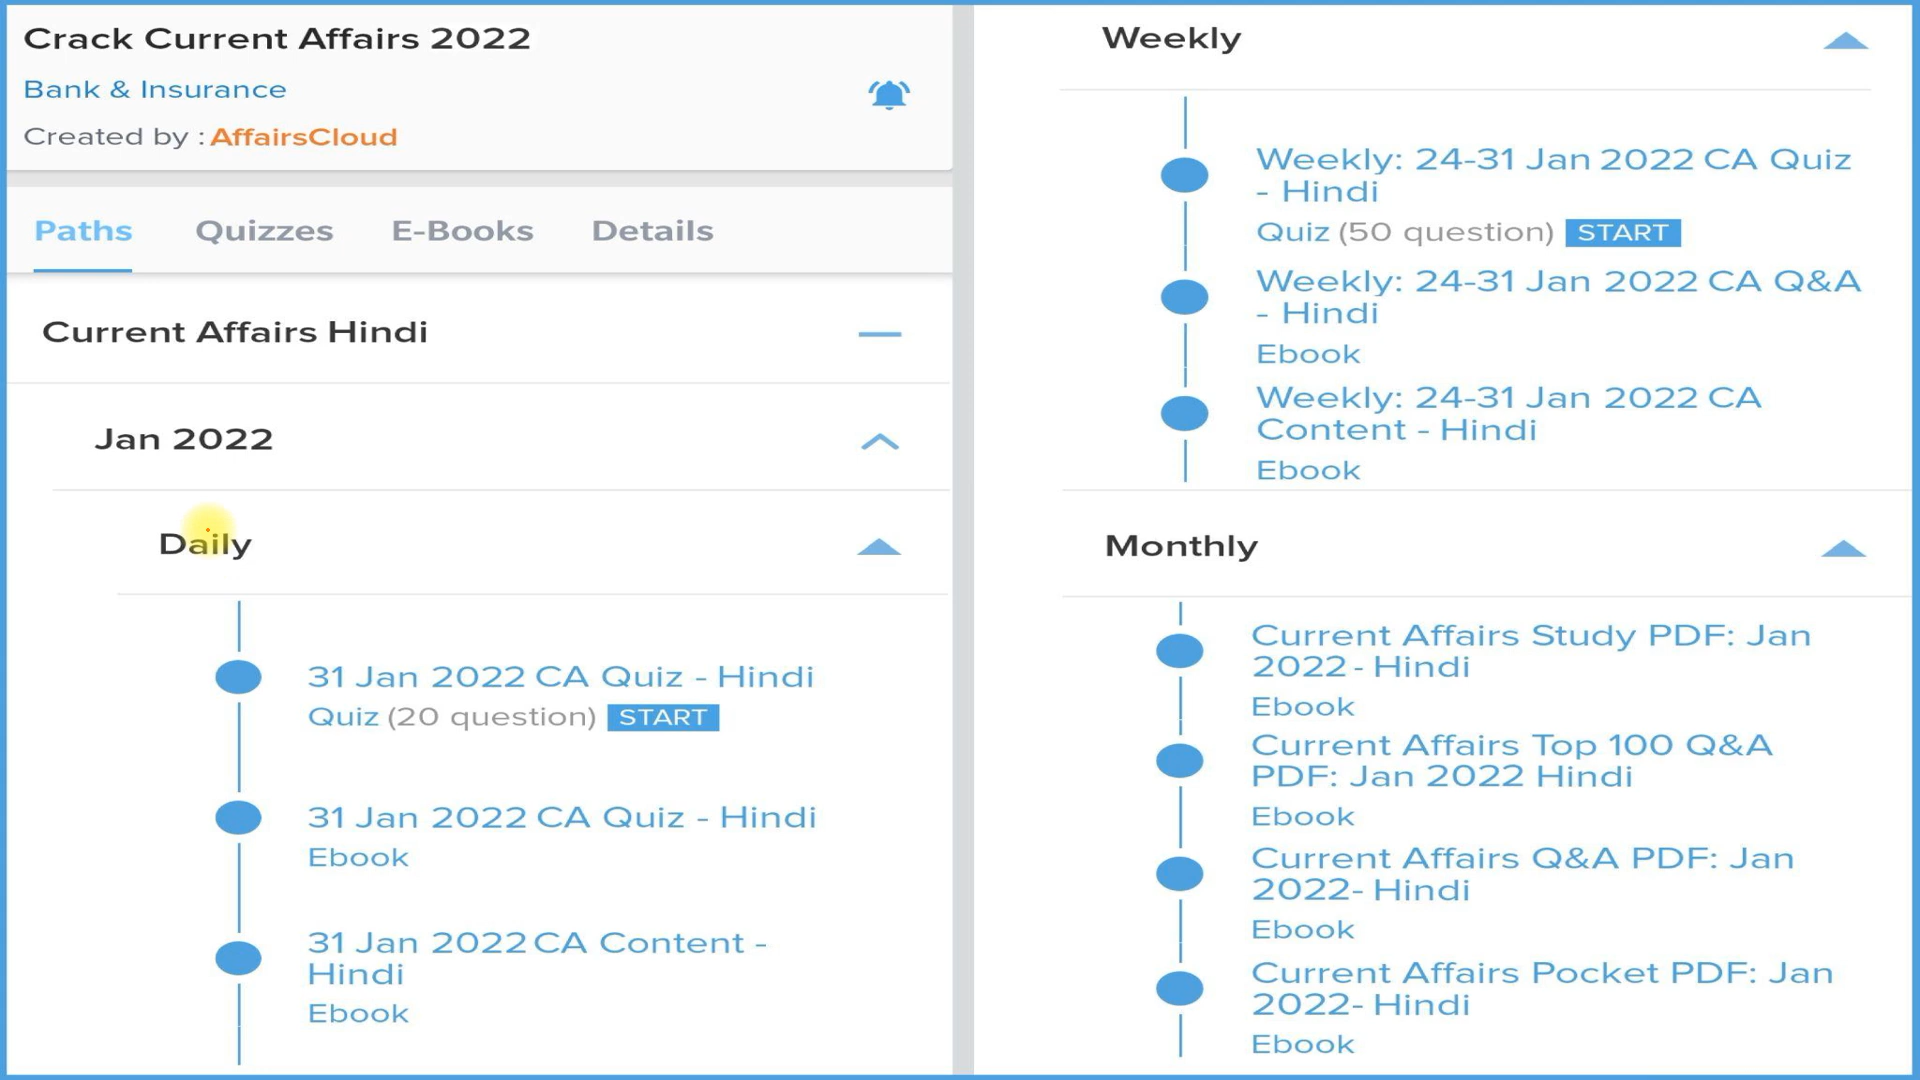 Crack Current Affairs 2022
Bank & Insurance
Created by : AffairsCloud
Paths Quizzes E-Books Details
Current Affairs Hindi
Jan 2022
Daily
31 Jan 2022 CA Quiz - Hindi
Quiz (20 question) START
31 Jan 2022 CA Quiz - Hindi
Ebook
31 Jan 2022 CA Content -
Hindi
Ebook
Weekly
Weekly: 24-31 Jan 2022 CA Quiz
- Hindi
Quiz (50 question) START
Weekly: 24-31 Jan 2022 CA Q&A
- Hindi
Ebook
Weekly: 24-31 Jan 2022 CA
Content - Hindi
Ebook
Monthly
Current Affairs Study PDF: Jan
2022 - Hindi
Ebook
Current Affairs Top 100 Q&A
PDF: Jan 2022 Hindi
Ebook
Current Affairs Q&A PDF: Jan
2022- Hindi
Ebook
Current Affairs Pocket PDF: Jan
2022- Hindi
Ebook